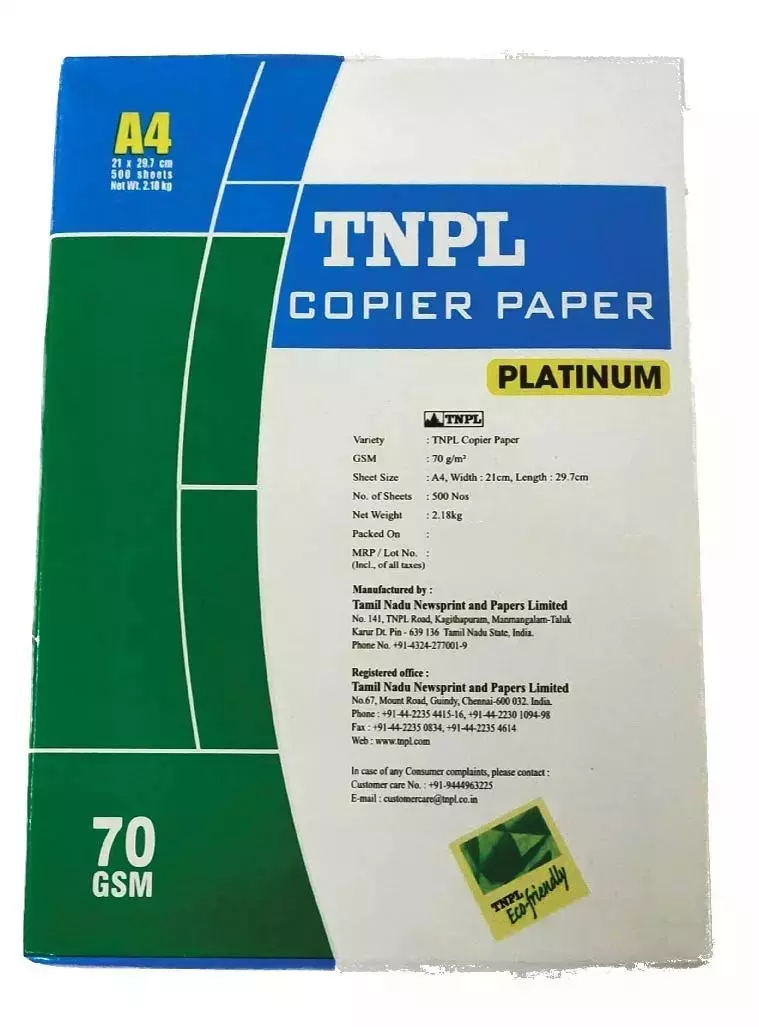 A4
21 x 29.7 cm
500 sheets
Net Wt. 2.18 kg
TNPL
COPIER PAPER
PLATINUM
TNPL
Variety : TNPL Copier Paper
GSM : 70 g/m²
Sheet Size : A4, Width : 21cm, Length : 29.7cm
No. of Sheets : 500 Nos
Net Weight : 2.18kg
Packed On :
MRP / Lot No. :
(Incl., of all taxes)
Manufactured by :
Tamil Nadu Newsprint and Papers Limited
No. 141, TNPL Road, Kagithapuram, Manmangalam-Taluk
Karur Dt. Pin - 639 136 Tamil Nadu State, India.
Phone No. +91-4324-277001-9
Registered office :
Tamil Nadu Newsprint and Papers Limited
No.67, Mount Road, Guindy, Chennai-600 032. India.
Phone : +91-44-2235 4415-16, +91-44-2230 1094-98
Fax : +91-44-2235 0834, +91-44-2235 4614
Web : www.tnpl.com
In case of any Consumer complaints, please contact :
Customer care No. : +91-9444963225
E-mail : customercare@tnpl.co.in
70
GSM
TNPL
Eco-friendly